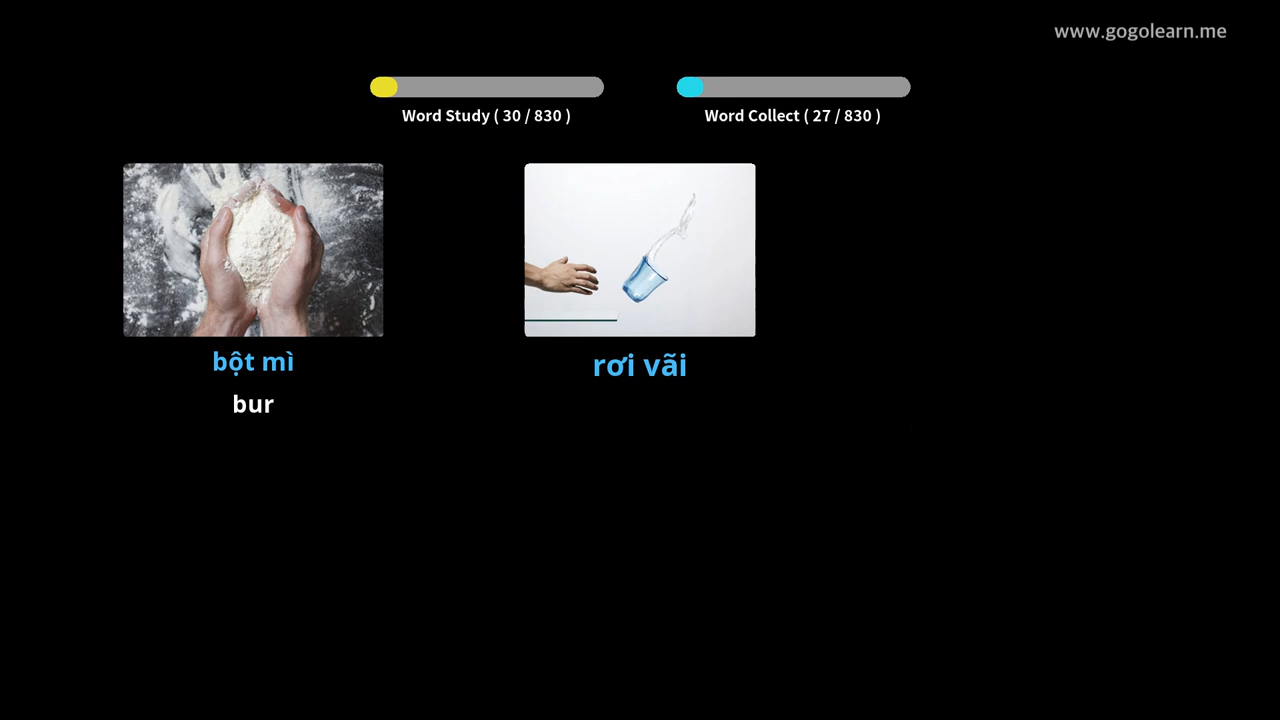 www.gogolearn.me
Word Study ( 30 / 830 )
Word Collect ( 27 / 830 )
bột mì
bur
rơi vãi